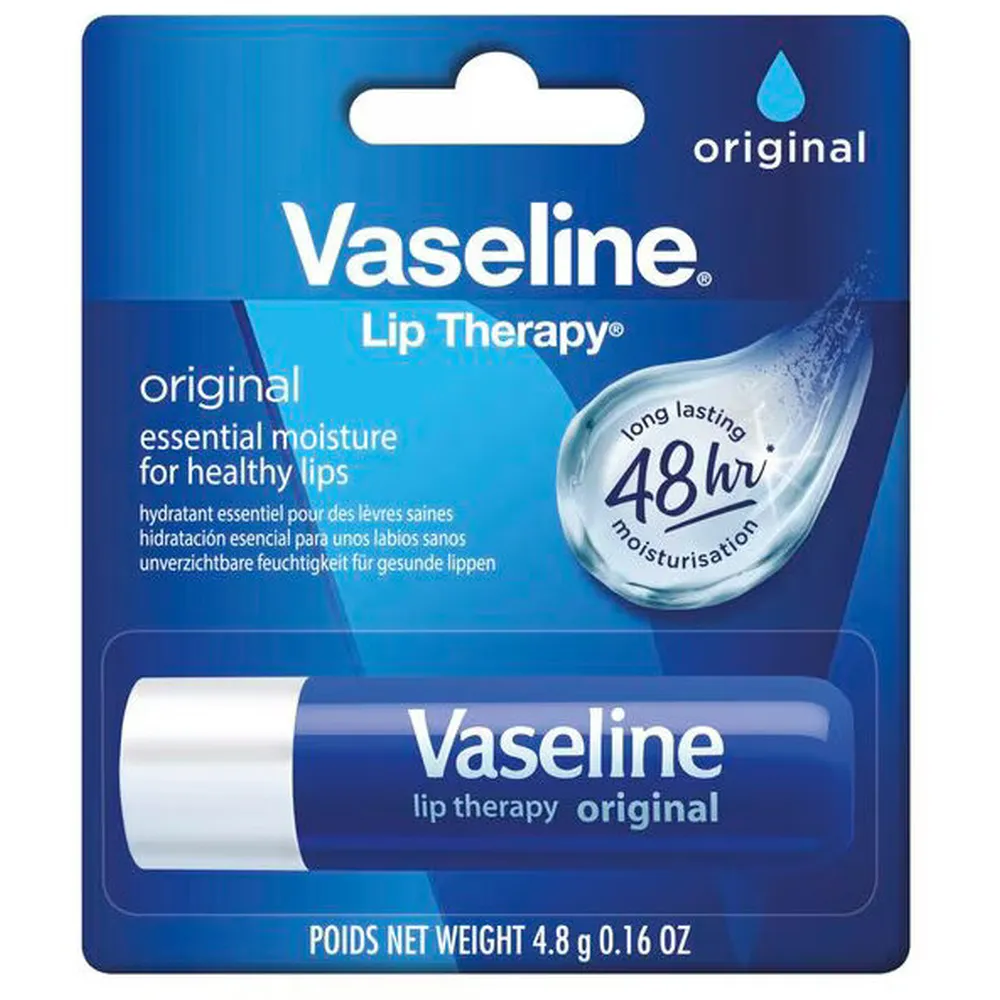 original
Vaseline®
Lip Therapy®
original
essential moisture
for healthy lips
hydratant essentiel pour des lèvres saines
hidratación esencial para unos labios sanos
unverzichtbare feuchtigkeit für gesunde lippen
long lasting
48hr*
moisturisation
Vaseline
lip therapy original
POIDS NET WEIGHT 4.8 g 0.16 OZ